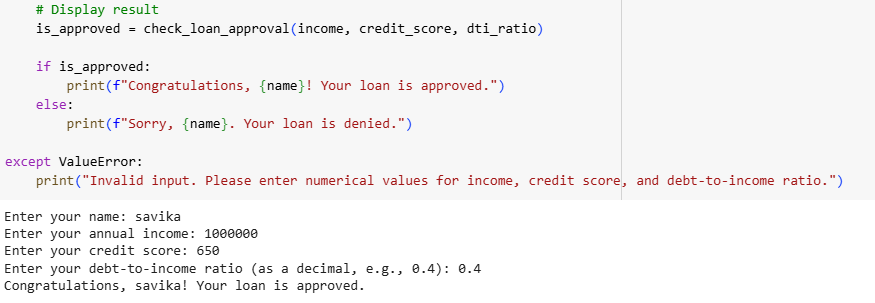 # Display result
is_approved = check_loan_approval(income, credit_score, dti_ratio)
if is_approved:
print(f"Congratulations, {name}! Your loan is approved.")
else:
print(f"Sorry, {name}. Your loan is denied.")
except ValueError:
print("Invalid input. Please enter numerical values for income, credit score, and debt-to-income ratio.")
Enter your name: savika
Enter your annual income: 1000000
Enter your credit score: 650
Enter your debt-to-income ratio (as a decimal, e.g., 0.4): 0.4
Congratulations, savika! Your loan is approved.